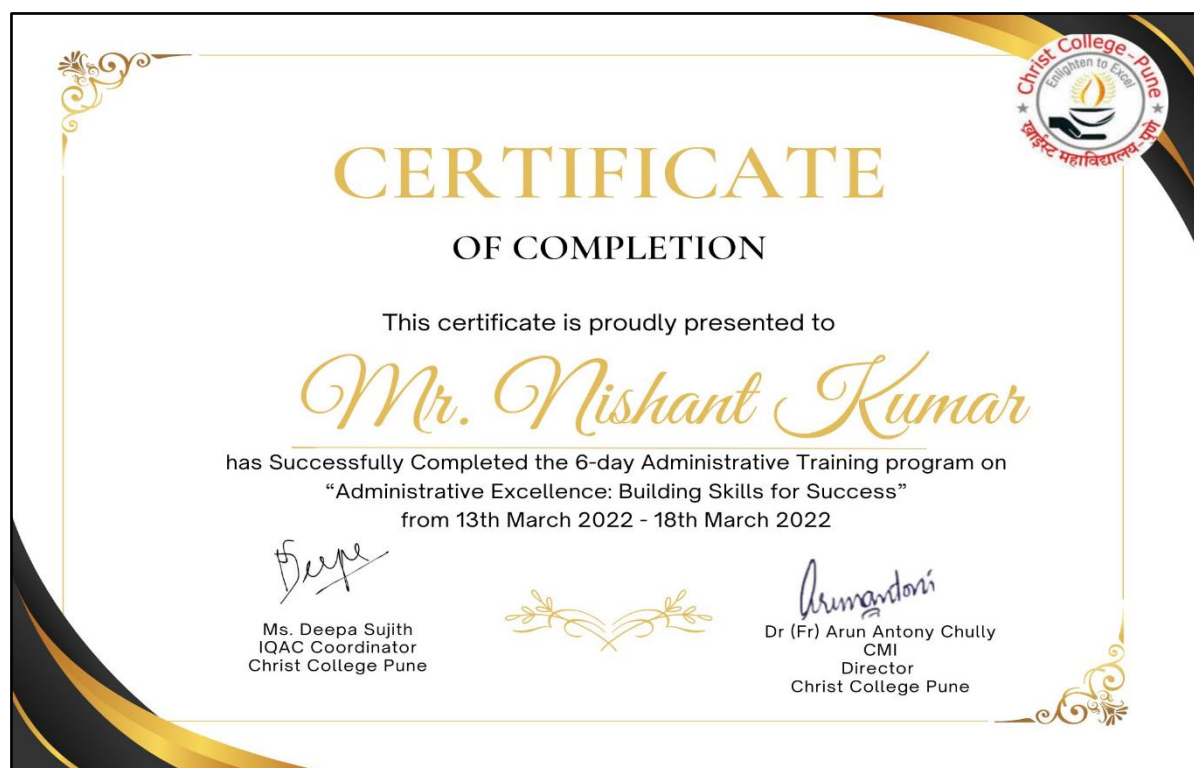 Christ College - Pune
Enlighten to Excel
ख्राईस्ट महाविद्यालय - पुणे
CERTIFICATE
OF COMPLETION
This certificate is proudly presented to
Mr. Nishant Kumar
has Successfully Completed the 6-day Administrative Training program on
“Administrative Excellence: Building Skills for Success”
from 13th March 2022 - 18th March 2022
Deepe
Arunantoni
Ms. Deepa Sujith
IQAC Coordinator
Christ College Pune
Dr (Fr) Arun Antony Chully
CMI
Director
Christ College Pune